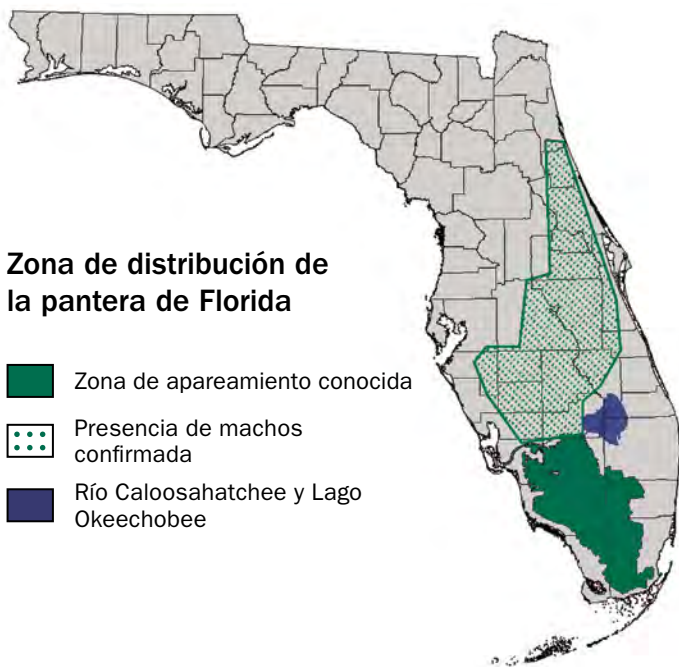 Zona de distribución de
la pantera de Florida
Zona de apareamiento conocida
Presencia de machos
confirmada
Río Caloosahatchee y Lago
Okeechobee